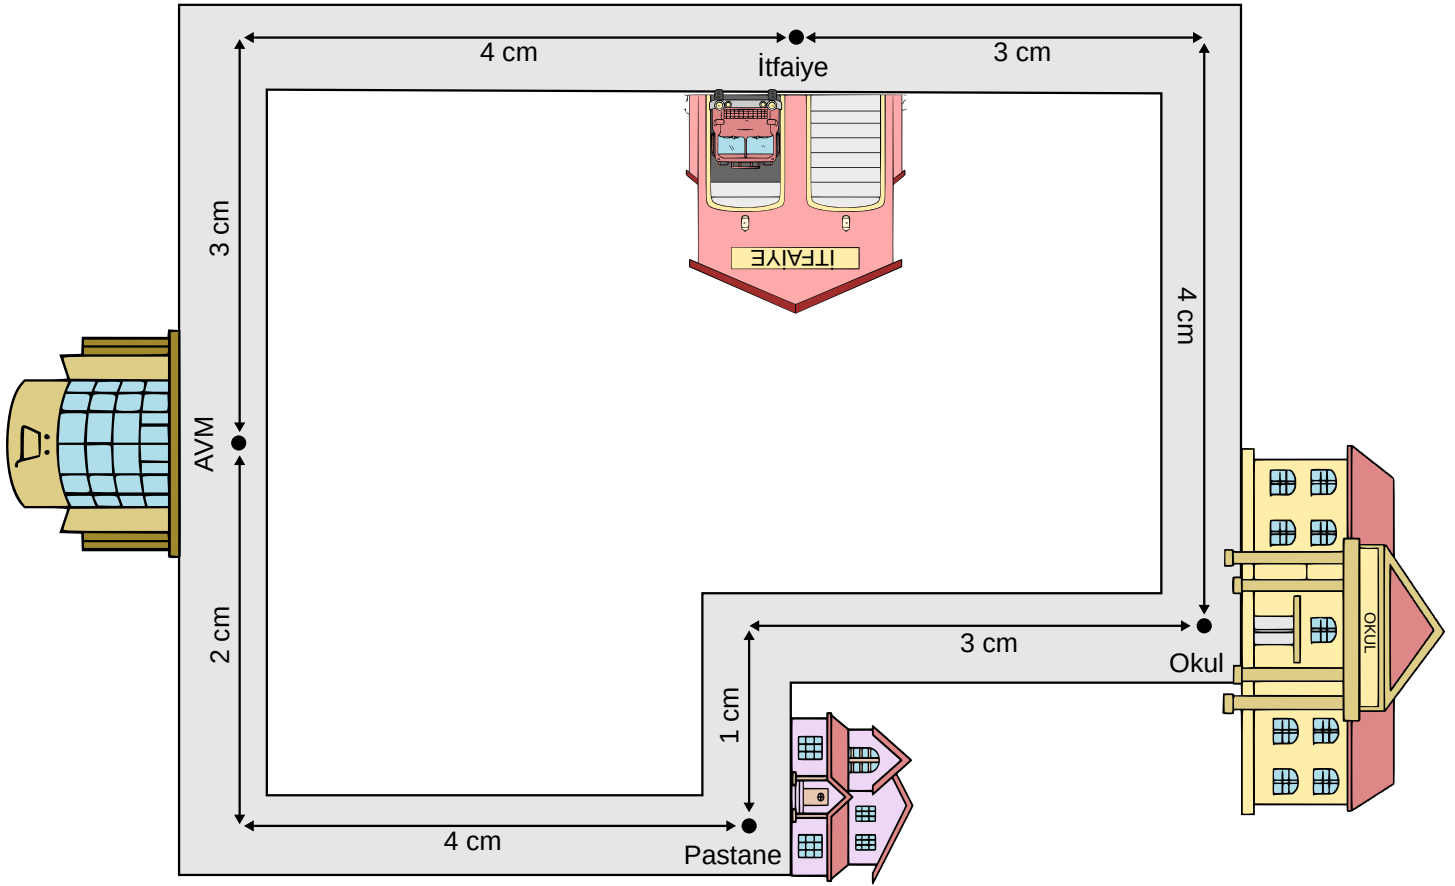 4 cm
3 cm
İtfaiye
İTFAİYE
3 cm
4 cm
AVM
2 cm
3 cm
Okul
OKUL
1 cm
4 cm
Pastane